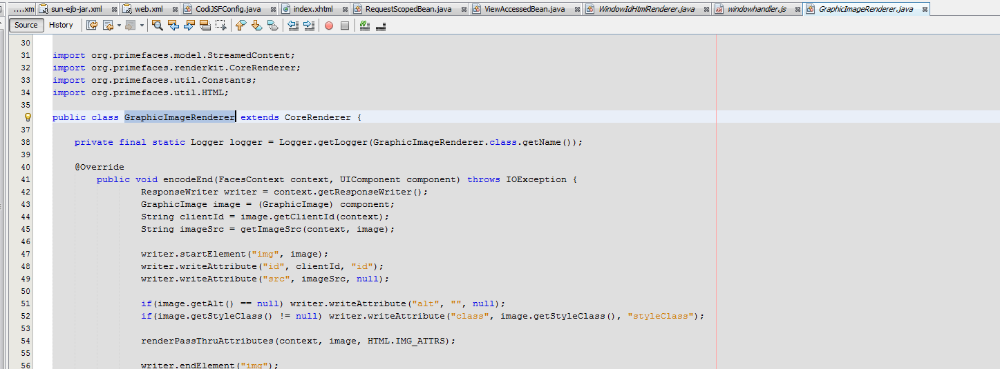 ...xm sun-ejb-jar.xml web.xml CodiJSFConfig.java index.xhtml RequestScopedBean.java ViewAccessedBean.java WindowIdHtmlRenderer.java windowhandler.js GraphicImageRenderer.java
Source History
30
31 import org.primefaces.model.StreamedContent;
32 import org.primefaces.renderkit.CoreRenderer;
33 import org.primefaces.util.Constants;
34 import org.primefaces.util.HTML;
35
public class GraphicImageRenderer extends CoreRenderer {
37
38 private final static Logger logger = Logger.getLogger(GraphicImageRenderer.class.getName());
39
40 @Override
41 public void encodeEnd(FacesContext context, UIComponent component) throws IOException {
42 ResponseWriter writer = context.getResponseWriter();
43 GraphicImage image = (GraphicImage) component;
44 String clientId = image.getClientId(context);
45 String imageSrc = getImageSrc(context, image);
46
47 writer.startElement("img", image);
48 writer.writeAttribute("id", clientId, "id");
49 writer.writeAttribute("src", imageSrc, null);
50
51 if(image.getAlt() == null) writer.writeAttribute("alt", "", null);
52 if(image.getStyleClass() != null) writer.writeAttribute("class", image.getStyleClass(), "styleClass");
53
54 renderPassThruAttributes(context, image, HTML.IMG_ATTRS);
55
56 writer.endElement("img");